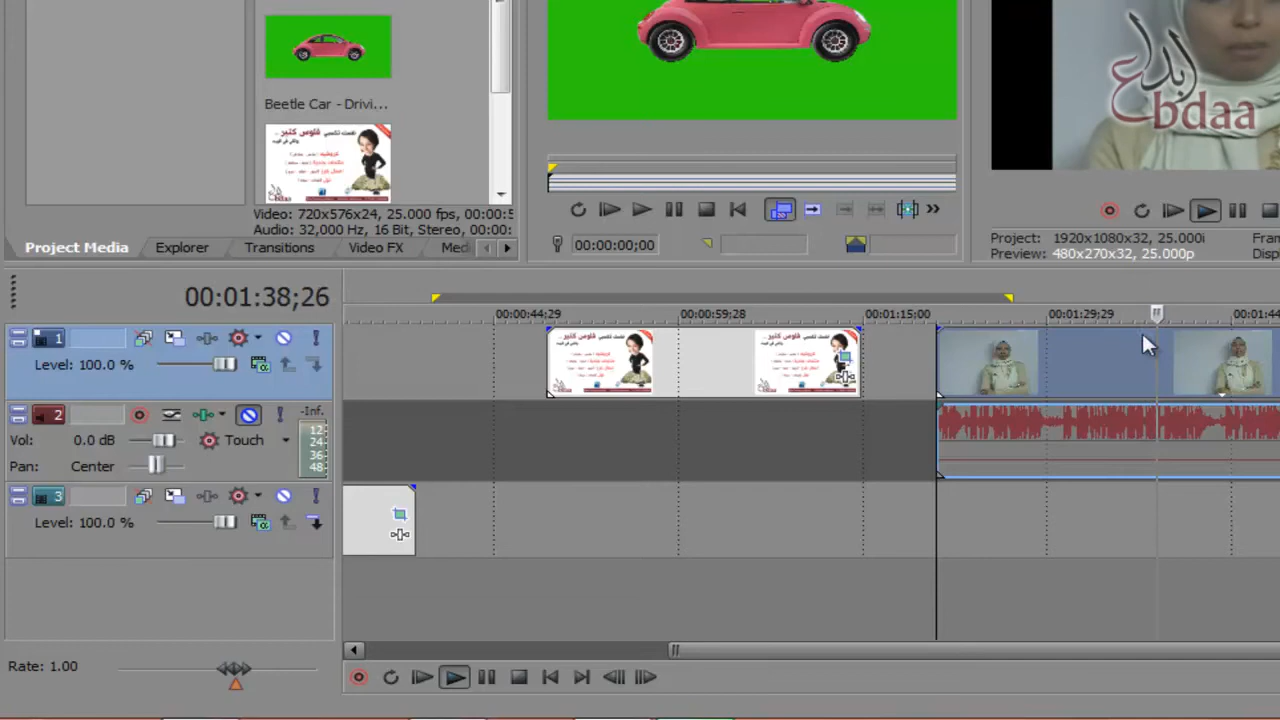 Beetle Car - Drivi...
فلوس كتير ..
Video: 720x576x24, 25.000 fps, 00:00:5
Audio: 32,000 Hz, 16 Bit, Stereo, 00:00:
Project Media
Explorer
Transitions
Video FX
Med
00:00:00;00
إبداع
ebdaa
Project: 1920x1080x32, 25.000i
Fran
Preview: 480x270x32, 25.000p
Disp
00:01:38;26
00:00:44;29
00:00:59;28
00:01:15:00
00:01:29;29
00:01:44
1
Level: 100.0 %
2
-Inf.
Vol: 0.0 dB
Touch
12
24
36
48
Pan: Center
3
Level: 100.0 %
Rate: 1.00